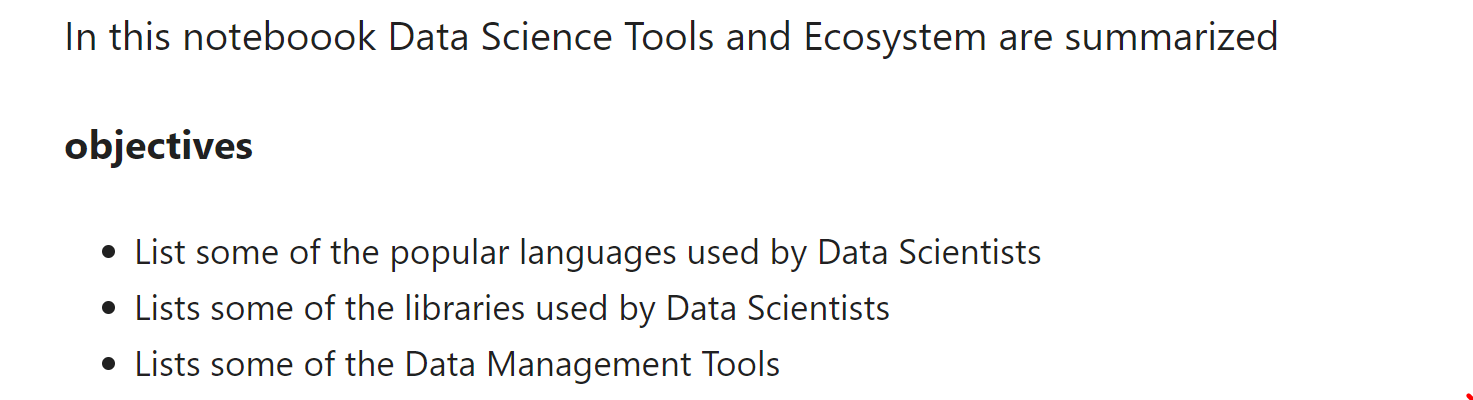 In this noteboook Data Science Tools and Ecosystem are summarized
objectives
• List some of the popular languages used by Data Scientists
• Lists some of the libraries used by Data Scientists
• Lists some of the Data Management Tools